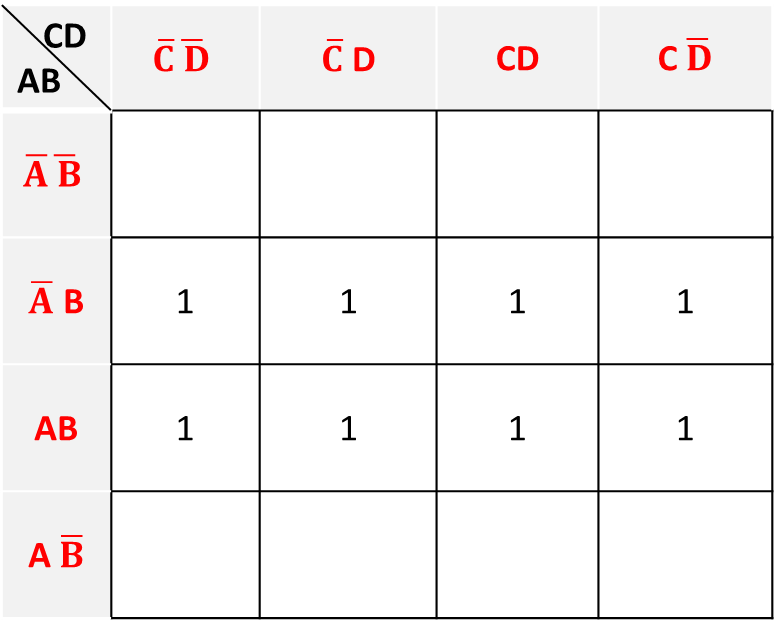 CD
AB
C̅ D̅
C̅ D
CD
C D̅
A̅ B̅
A̅ B
1 1 1 1
AB
1 1 1 1
A B̅